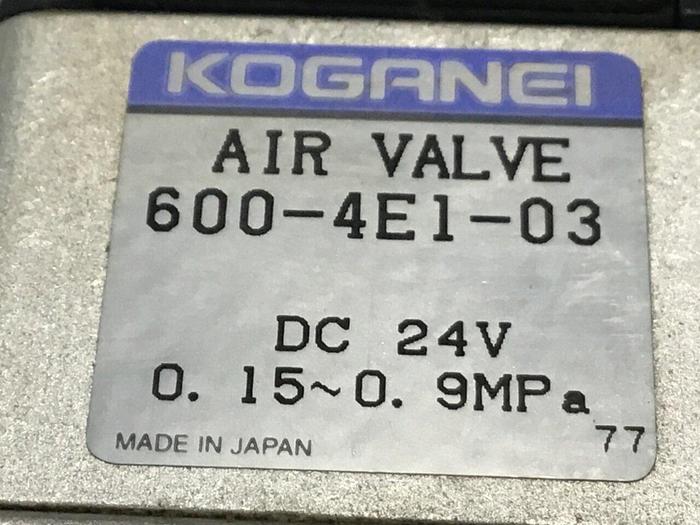 KOGANEI
AIR VALVE
600-4E1-03
DC 24V
0.15~0.9MPa
MADE IN JAPAN
77